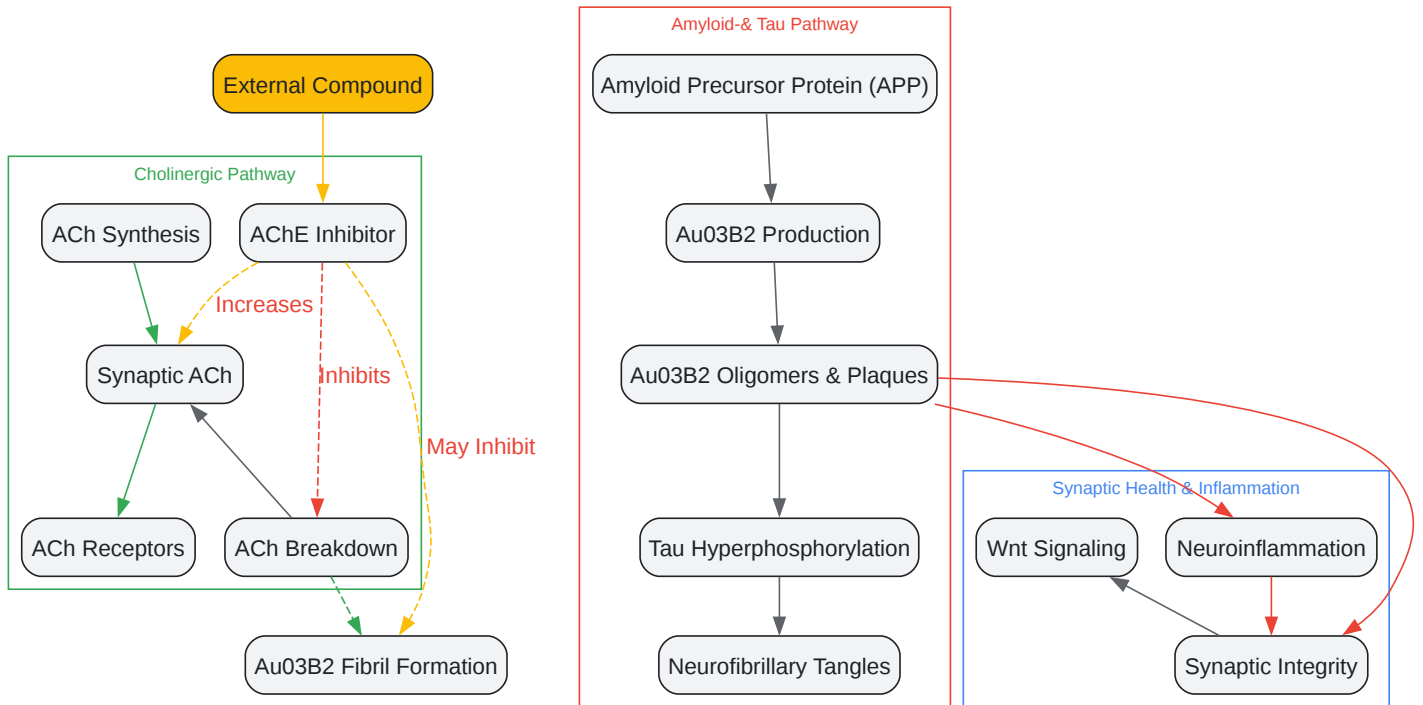 Amyloid-& Tau Pathway
External Compound
Amyloid Precursor Protein (APP)
Cholinergic Pathway
ACh Synthesis
AChE Inhibitor
Au03B2 Production
Increases
Synaptic ACh
Inhibits
Au03B2 Oligomers & Plaques
May Inhibit
Synaptic Health & Inflammation
ACh Receptors
ACh Breakdown
Tau Hyperphosphorylation
Wnt Signaling
Neuroinflammation
Au03B2 Fibril Formation
Neurofibrillary Tangles
Synaptic Integrity